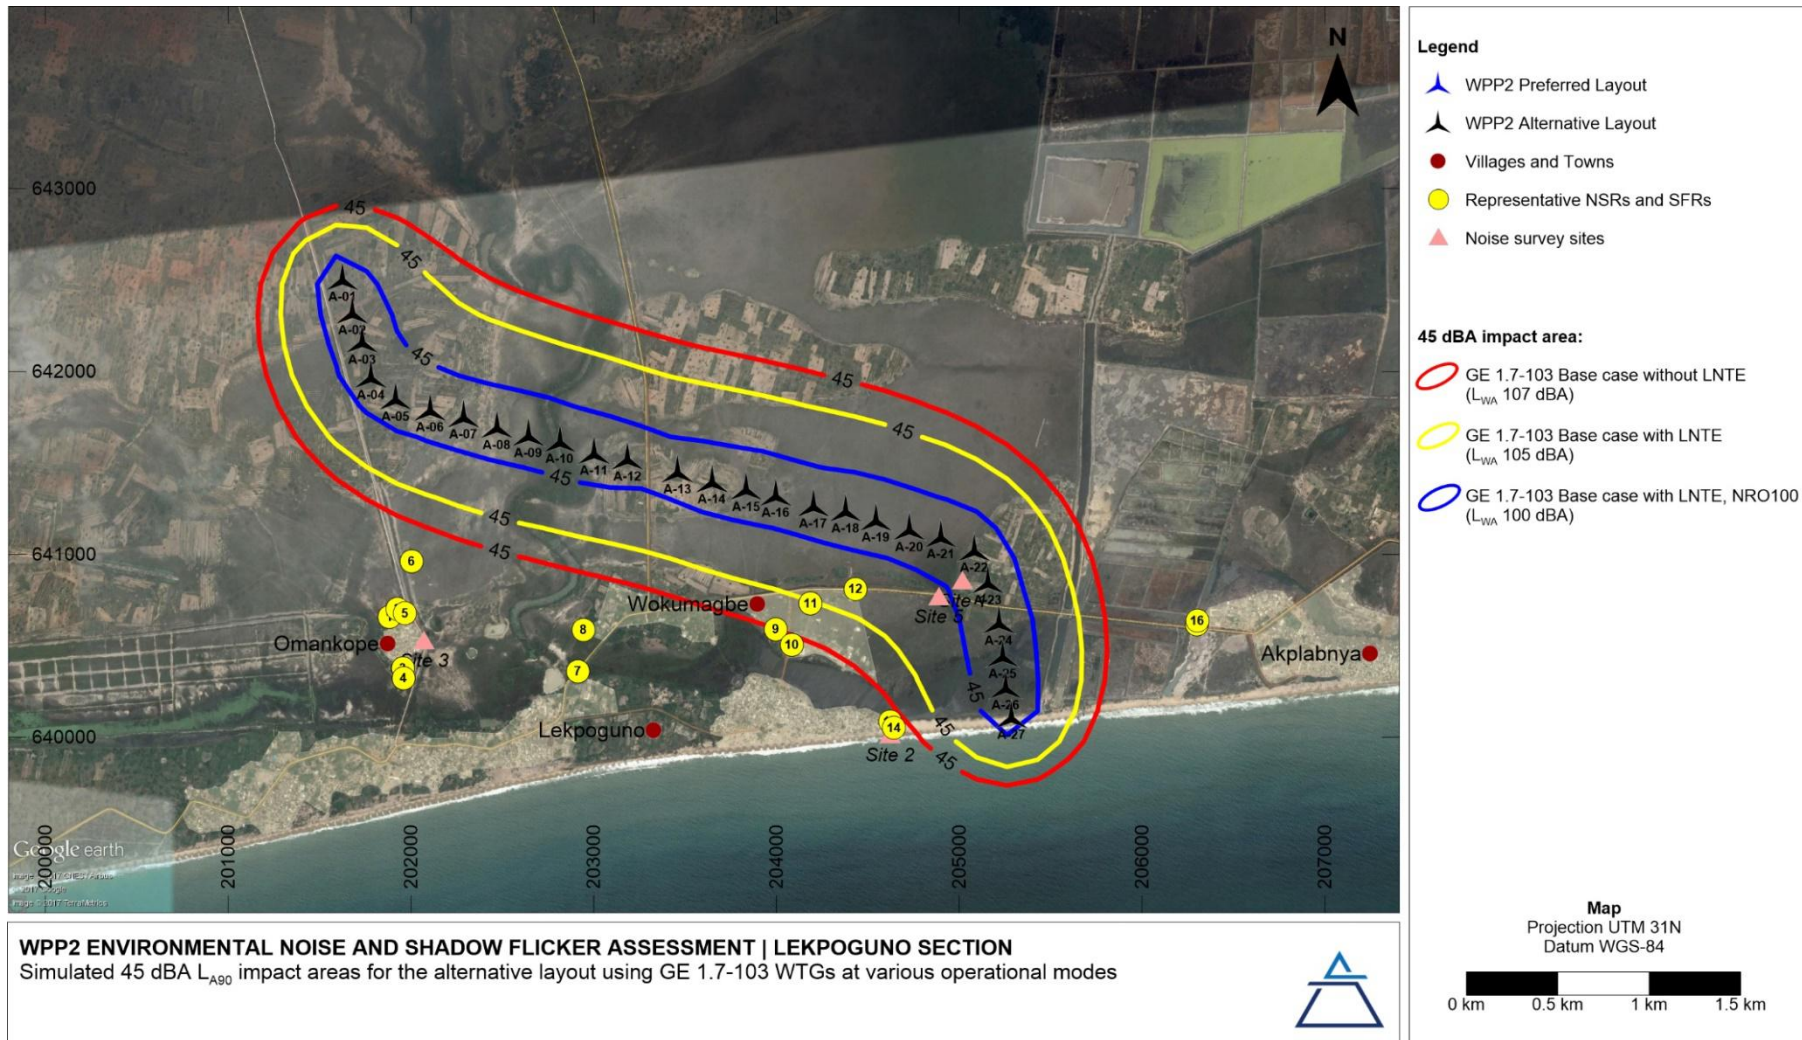 N
643000
642000
641000
640000
45
45
45
45
45
45
45
45
45
45
45
45
45
A-01
A-02
A-03
A-04
A-05
A-06
A-07
A-08
A-09
A-10
A-11
A-12
A-13
A-14
A-15
A-16
A-17
A-18
A-19
A-20
A-21
A-22
A-23
A-24
A-25
A-26
A-27
6
5
4
8
7
9
10
11
12
14
16
Omankope
Site 3
Wokumagbe
Lekpoguno
Site 5
Site 2
Akplabnya
Google earth
© 2017 Google
Image © 2017 TerraMetrics
200000
201000
202000
203000
204000
205000
206000
207000
WPP2 ENVIRONMENTAL NOISE AND SHADOW FLICKER ASSESSMENT | LEKPOGUNO SECTION
Simulated 45 dBA LA90 impact areas for the alternative layout using GE 1.7-103 WTGs at various operational modes
Legend
WPP2 Preferred Layout
WPP2 Alternative Layout
Villages and Towns
Representative NSRs and SFRs
Noise survey sites
45 dBA impact area:
GE 1.7-103 Base case without LNTE
(LWA 107 dBA)
GE 1.7-103 Base case with LNTE
(LWA 105 dBA)
GE 1.7-103 Base case with LNTE, NRO100
(LWA 100 dBA)
Map
Projection UTM 31N
Datum WGS-84
0 km 0.5 km 1 km 1.5 km